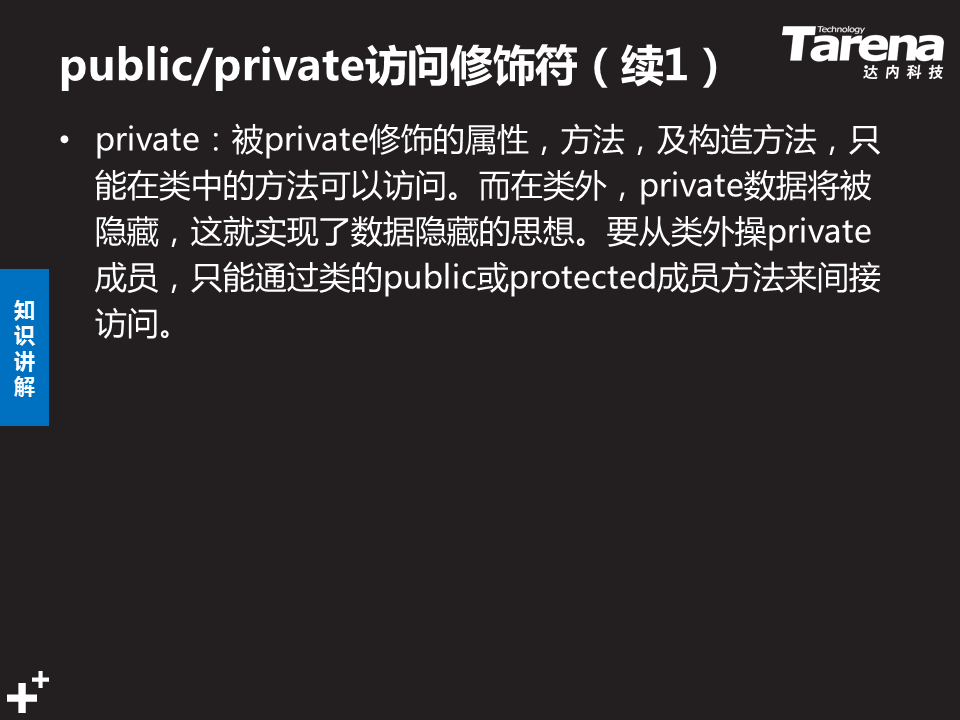 public/private访问修饰符（续1）
Technology
Tarena
达内科技
• private：被private修饰的属性，方法，及构造方法，只
能在类中的方法可以访问。而在类外，private数据将被
隐藏，这就实现了数据隐藏的思想。要从类外操private
成员，只能通过类的public或protected成员方法来间接
访问。
知
识
讲
解